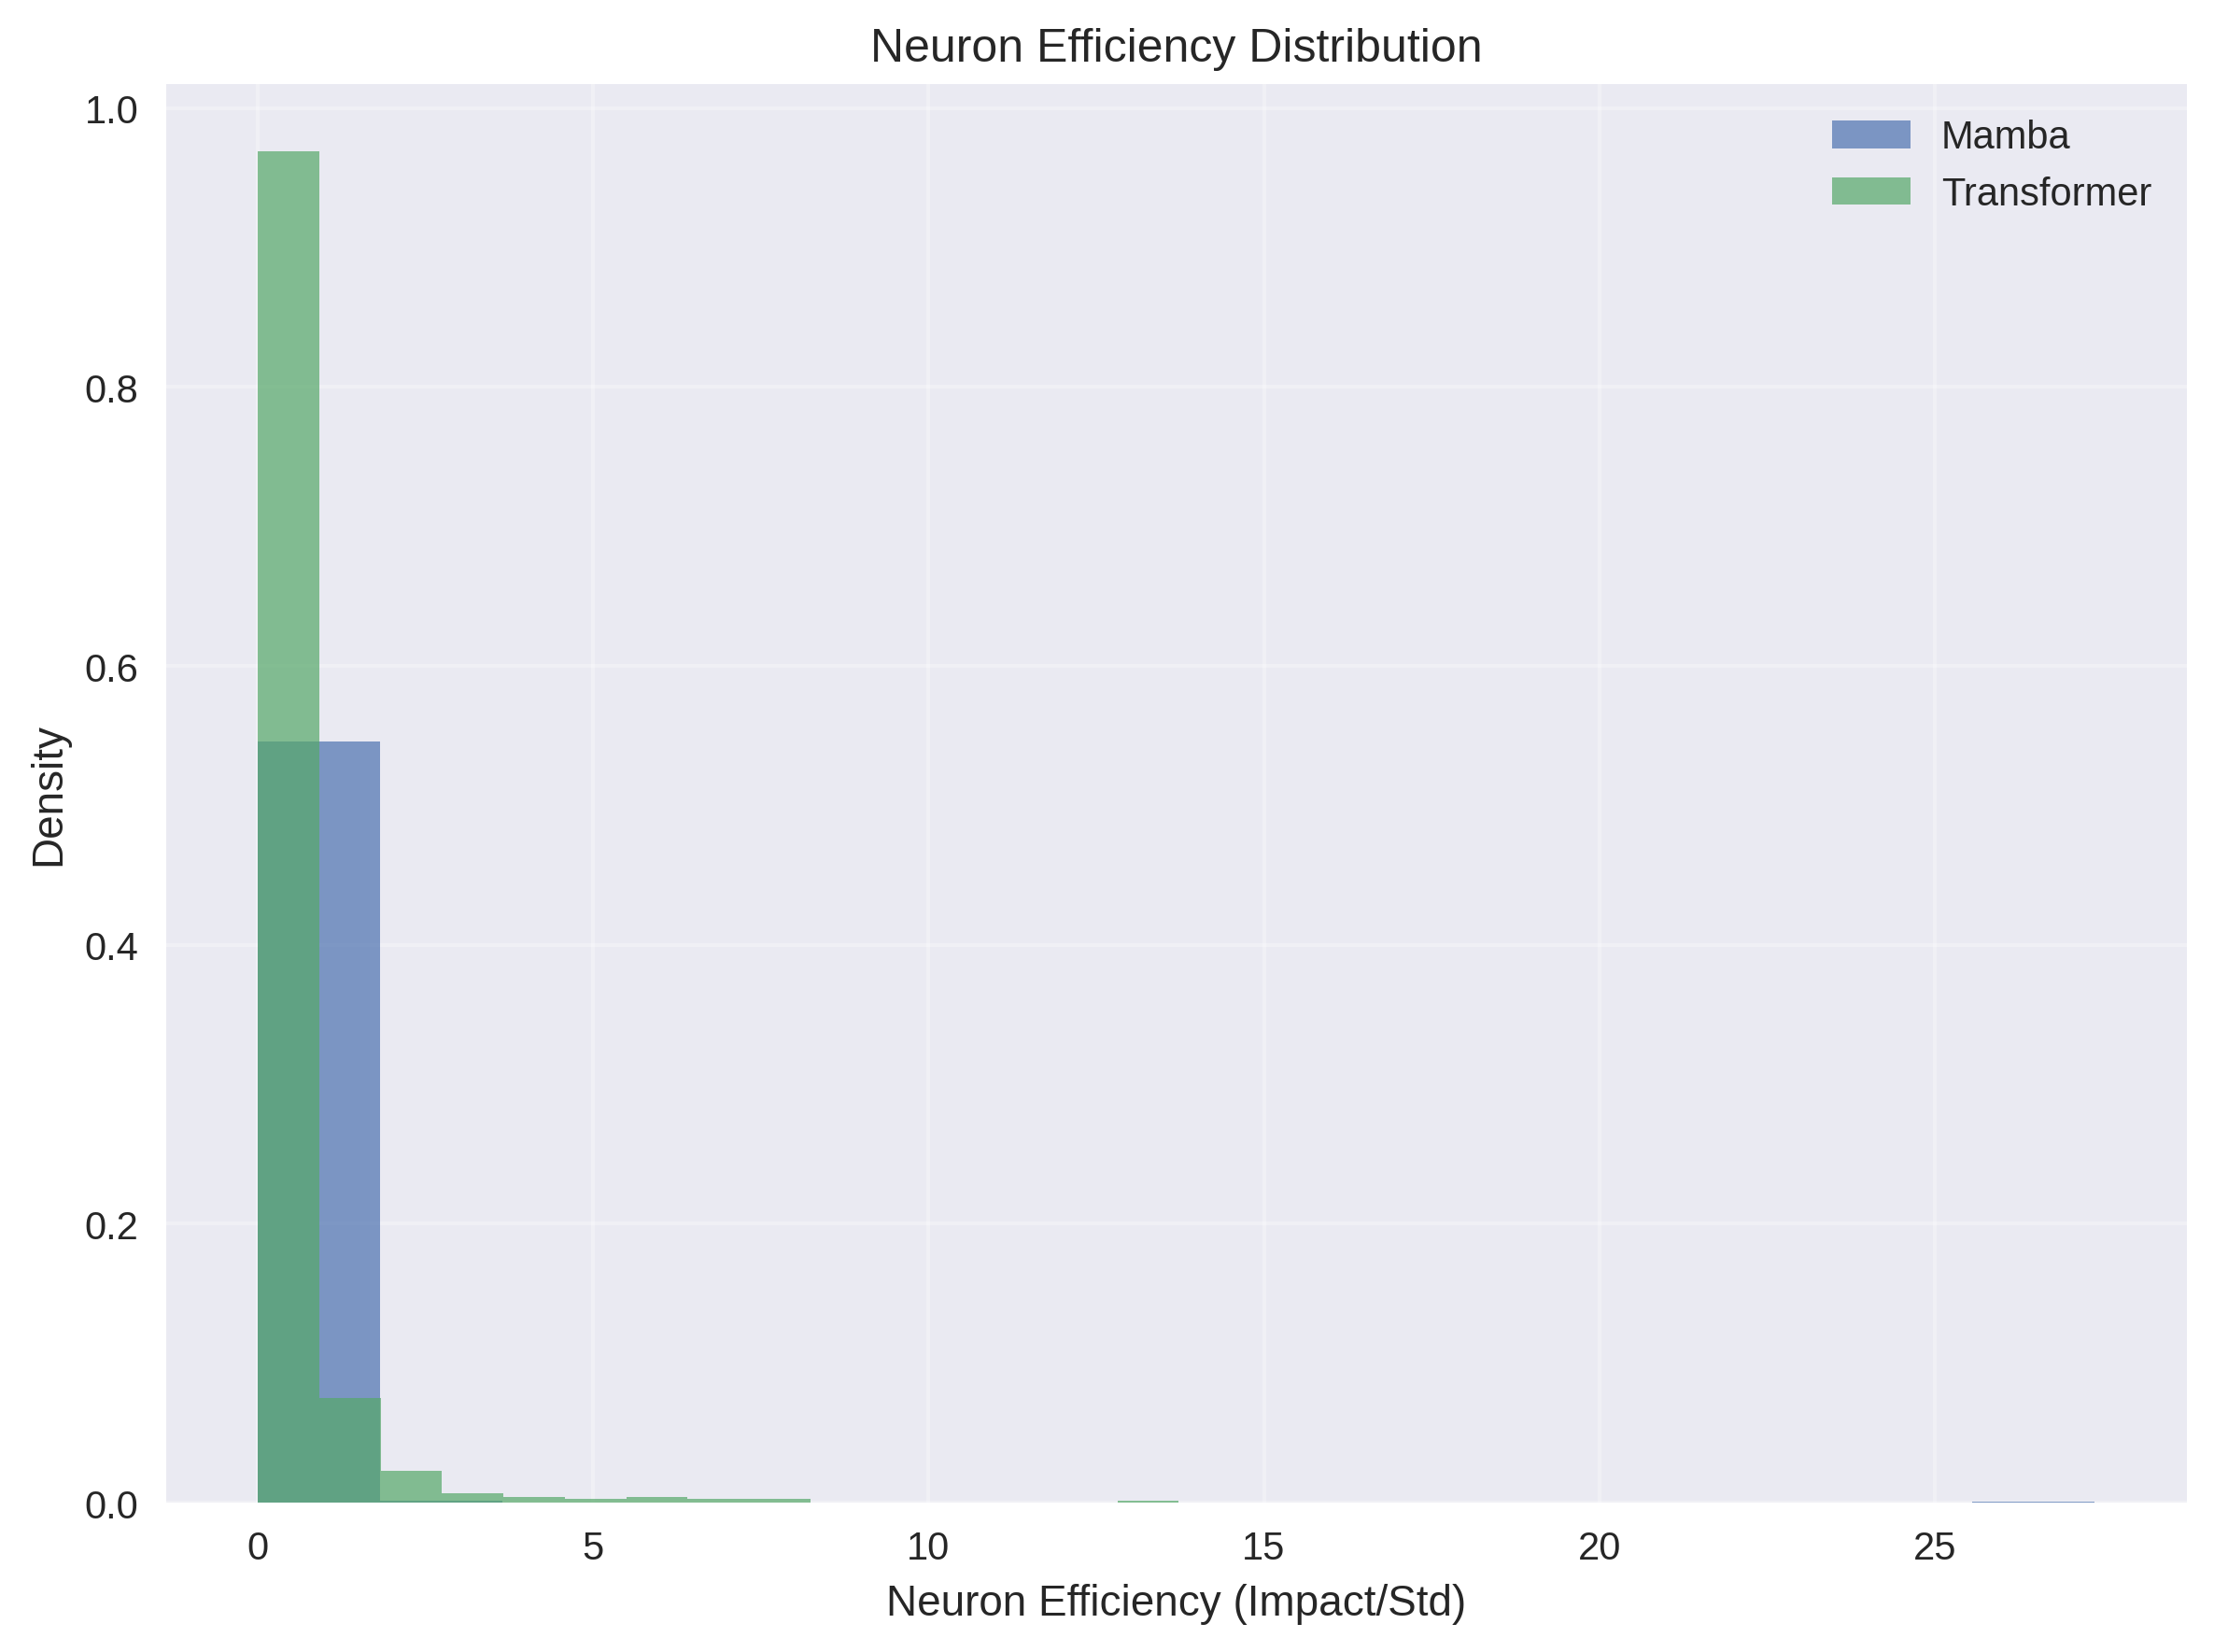 Neuron Efficiency Distribution
Mamba
Transformer
1.0
0.8
0.6
0.4
0.2
0.0
Density
0 5 10 15 20 25
Neuron Efficiency (Impact/Std)